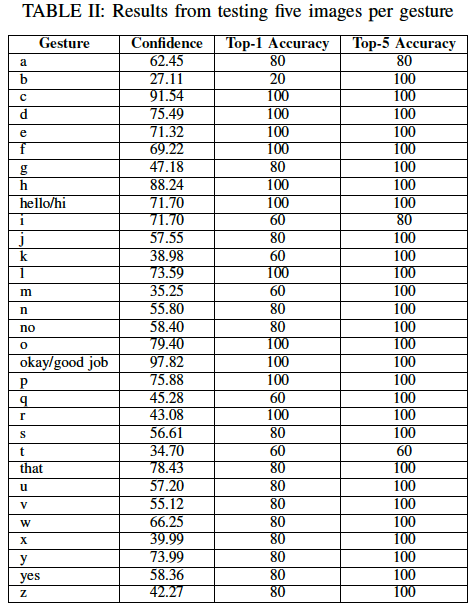 TABLE II: Results from testing five images per gesture
Gesture Confidence Top-1 Accuracy Top-5 Accuracy
a 62.45 80 80
b 27.11 20 100
c 91.54 100 100
d 75.49 100 100
e 71.32 100 100
f 69.22 100 100
g 47.18 80 100
h 88.24 100 100
hello/hi 71.70 100 100
i 71.70 60 80
j 57.55 80 100
k 38.98 60 100
l 73.59 100 100
m 35.25 60 100
n 55.80 80 100
no 58.40 80 100
o 79.40 100 100
okay/good job 97.82 100 100
p 75.88 100 100
q 45.28 60 100
r 43.08 100 100
s 56.61 80 100
t 34.70 60 60
that 78.43 80 100
u 57.20 80 100
v 55.12 80 100
w 66.25 80 100
x 39.99 80 100
y 73.99 80 100
yes 58.36 80 100
z 42.27 80 100